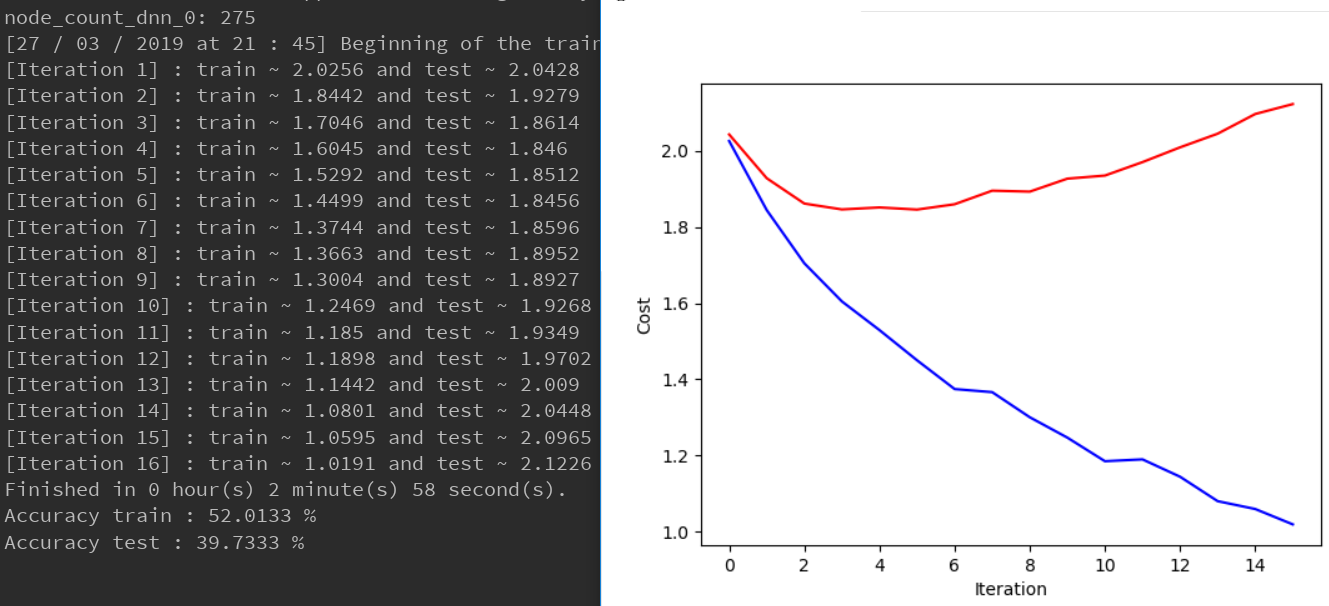 node_count_dnn_0: 275
[27 / 03 / 2019 at 21 : 45] Beginning of the
[Iteration 1] : train ~ 2.0256 and test ~ 2.0428
[Iteration 2] : train ~ 1.8442 and test ~ 1.9279
[Iteration 3] : train ~ 1.7046 and test ~ 1.8614
[Iteration 4] : train ~ 1.6045 and test ~ 1.846
[Iteration 5] : train ~ 1.5292 and test ~ 1.8512
[Iteration 6] : train ~ 1.4499 and test ~ 1.8456
[Iteration 7] : train ~ 1.3744 and test ~ 1.8596
[Iteration 8] : train ~ 1.3663 and test ~ 1.8952
[Iteration 9] : train ~ 1.3004 and test ~ 1.8927
[Iteration 10] : train ~ 1.2469 and test ~ 1.9268
[Iteration 11] : train ~ 1.185 and test ~ 1.9349
[Iteration 12] : train ~ 1.1898 and test ~ 1.9702
[Iteration 13] : train ~ 1.1442 and test ~ 2.009
[Iteration 14] : train ~ 1.0801 and test ~ 2.0448
[Iteration 15] : train ~ 1.0595 and test ~ 2.0965
[Iteration 16] : train ~ 1.0191 and test ~ 2.1226
Finished in 0 hour(s) 2 minute(s) 58 second(s).
Accuracy train : 52.0133 %
Accuracy test : 39.7333 %
2.0
1.8
1.6
1.4
1.2
1.0
Cost
0 2 4 6 8 10 12 14
Iteration